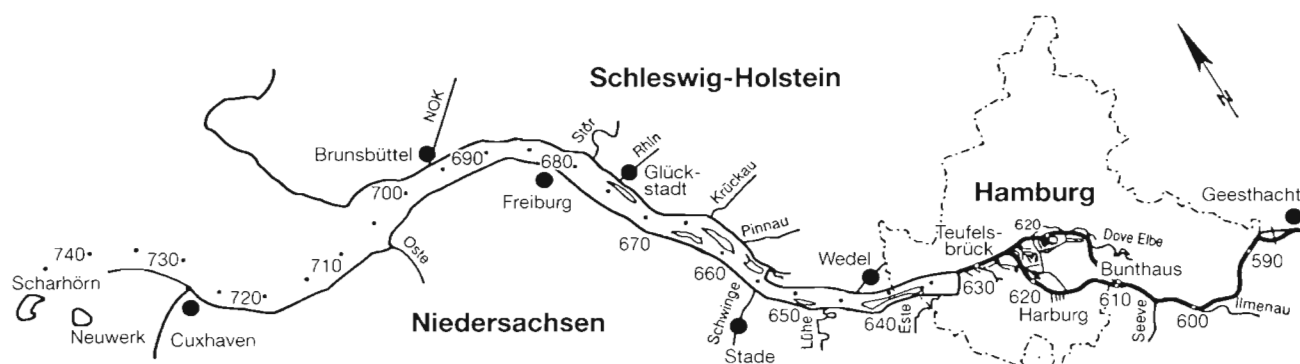 Schleswig-Holstein
Hamburg
Niedersachsen
N
NOK
Brunsbüttel
Stör
Rhin
Glück-
stadt
Krückau
Pinnau
Freiburg
Oste
Wedel
Teufels-
brück
Dove Elbe
Bunthaus
Geesthacht
Harburg
Seeve
Ilmenau
Este
Lühe
Schwinge
Stade
Cuxhaven
Neuwerk
Scharhörn
740
730
720
710
700
690
680
670
660
650
640
630
620
620
610
600
590